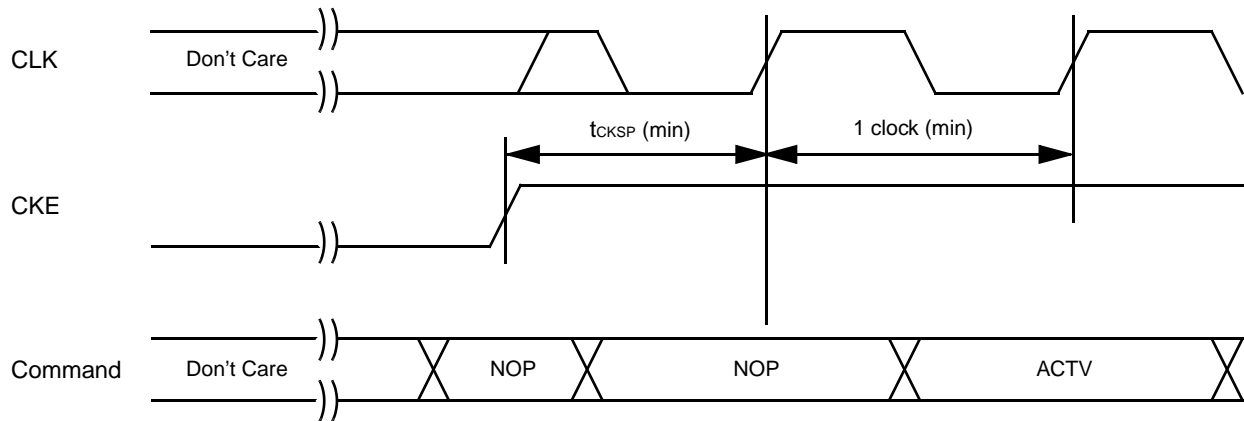 CLK
Don't Care
tCKSP (min)
1 clock (min)
CKE
Command
Don't Care
NOP
NOP
ACTV